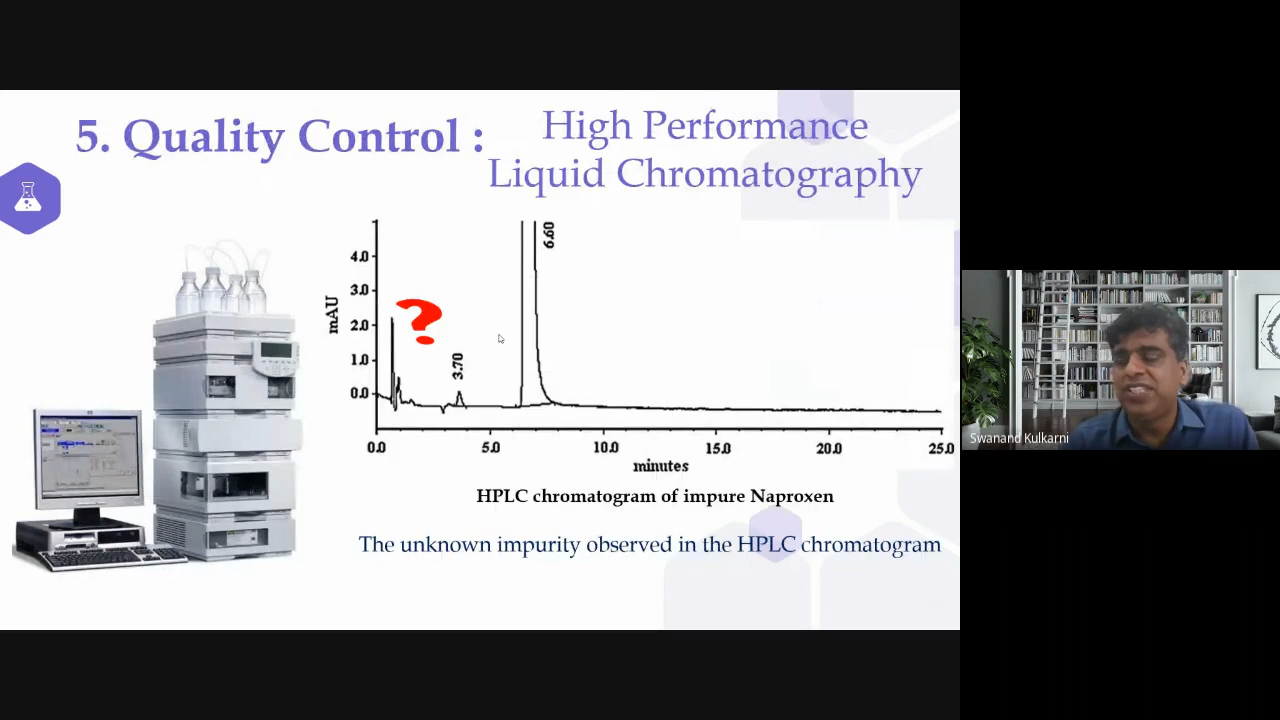 5. Quality Control :
High Performance
Liquid Chromatography
6.60
4.0
3.0
mAU
2.0
3.70
1.0
0.0
0.0 5.0 10.0 15.0 20.0 25.0
minutes
HPLC chromatogram of impure Naproxen
The unknown impurity observed in the HPLC chromatogram
?
Swanand Kulkarni